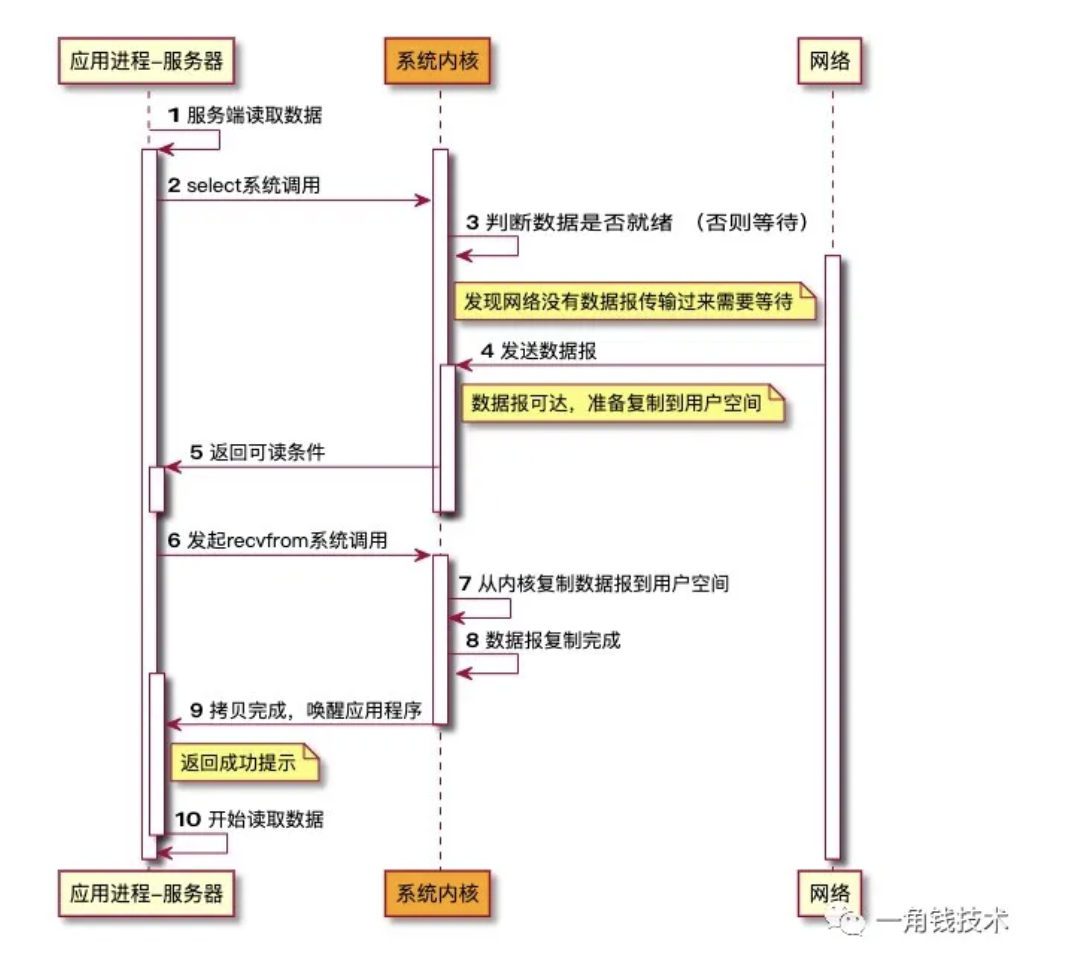 应用进程-服务器
系统内核
网络
1 服务端读取数据
2 select系统调用
3 判断数据是否就绪 （否则等待）
发现网络没有数据报传输过来需要等待
4 发送数据报
数据报可达，准备复制到用户空间
5 返回可读条件
6 发起recvfrom系统调用
7 从内核复制数据报到用户空间
8 数据报复制完成
9 拷贝完成，唤醒应用程序
返回成功提示
10 开始读取数据
应用进程-服务器
系统内核
网络
一角钱技术